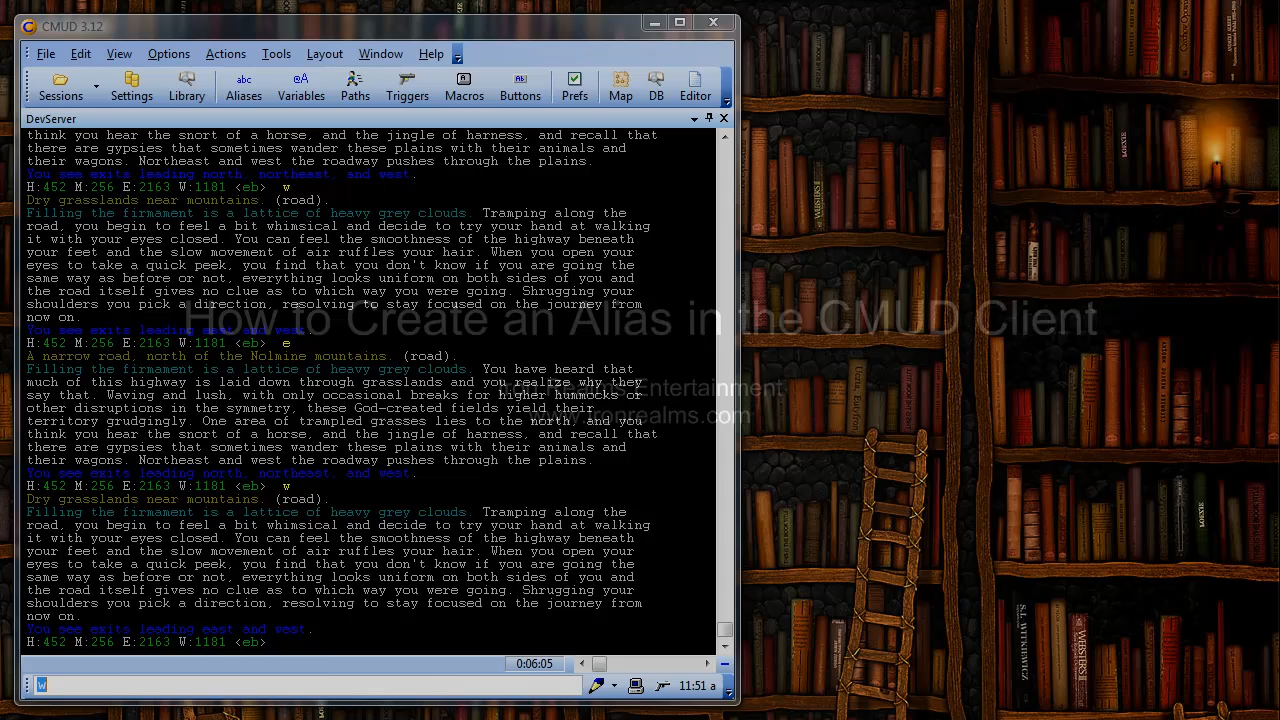 CMUD 3.12
File Edit View Options Actions Tools Layout Window Help
Sessions Settings Library Aliases Variables Paths Triggers Macros Buttons Prefs Map DB Editor
DevServer
think you hear the snort of a horse, and the jingle of harness, and recall that
there are gypsies that sometimes wander these plains with their animals and
their wagons. Northeast and west the roadway pushes through the plains.
You see exits leading north, northeast, and west.
H:452 M:256 E:2163 W:1181 <eb> w
Dry grasslands near mountains. (road).
Filling the firmament is a lattice of heavy grey clouds. Tramping along the
road, you begin to feel a bit whimsical and decide to try your hand at walking
it with your eyes closed. You can feel the smoothness of the highway beneath
your feet and the slow movement of air ruffles your hair. When you open your
eyes to take a quick peek, you find that you don't know if you are going the
same way as before or not, everything looks uniform on both sides of you and
the road itself gives no clue as to which way you were going. Shrugging your
shoulders you pick a direction, resolving to stay focused on the journey from
now on.
How to Create an Alias in the CMUD Client
You see exits leading east and west.
H:452 M:256 E:2163 W:1181 <eb> e
A narrow road, north of the Nolmine mountains. (road).
Filling the firmament is a lattice of heavy grey clouds. You have heard that
much of this highway is laid down through grasslands and you realize why they
say that. Waving and lush, with only occasional breaks for higher hummocks or
Entertainment
other disruptions in the symmetry, these God-created fields yield their
www.ironrealms.com
territory grudgingly. One area of trampled grasses lies to the north, and you
think you hear the snort of a horse, and the jingle of harness, and recall that
there are gypsies that sometimes wander these plains with their animals and
their wagons. Northeast and west the roadway pushes through the plains.
You see exits leading north, northeast, and west.
H:452 M:256 E:2163 W:1181 <eb> w
Dry grasslands near mountains. (road).
Filling the firmament is a lattice of heavy grey clouds. Tramping along the
road, you begin to feel a bit whimsical and decide to try your hand at walking
it with your eyes closed. You can feel the smoothness of the highway beneath
your feet and the slow movement of air ruffles your hair. When you open your
eyes to take a quick peek, you find that you don't know if you are going the
same way as before or not, everything looks uniform on both sides of you and
the road itself gives no clue as to which way you were going. Shrugging your
shoulders you pick a direction, resolving to stay focused on the journey from
now on.
You see exits leading east and west.
H:452 M:256 E:2163 W:1181 <eb>
0:06:05
w
11:51 a
S.I. WITKIEWICZ
WEBSTER'S